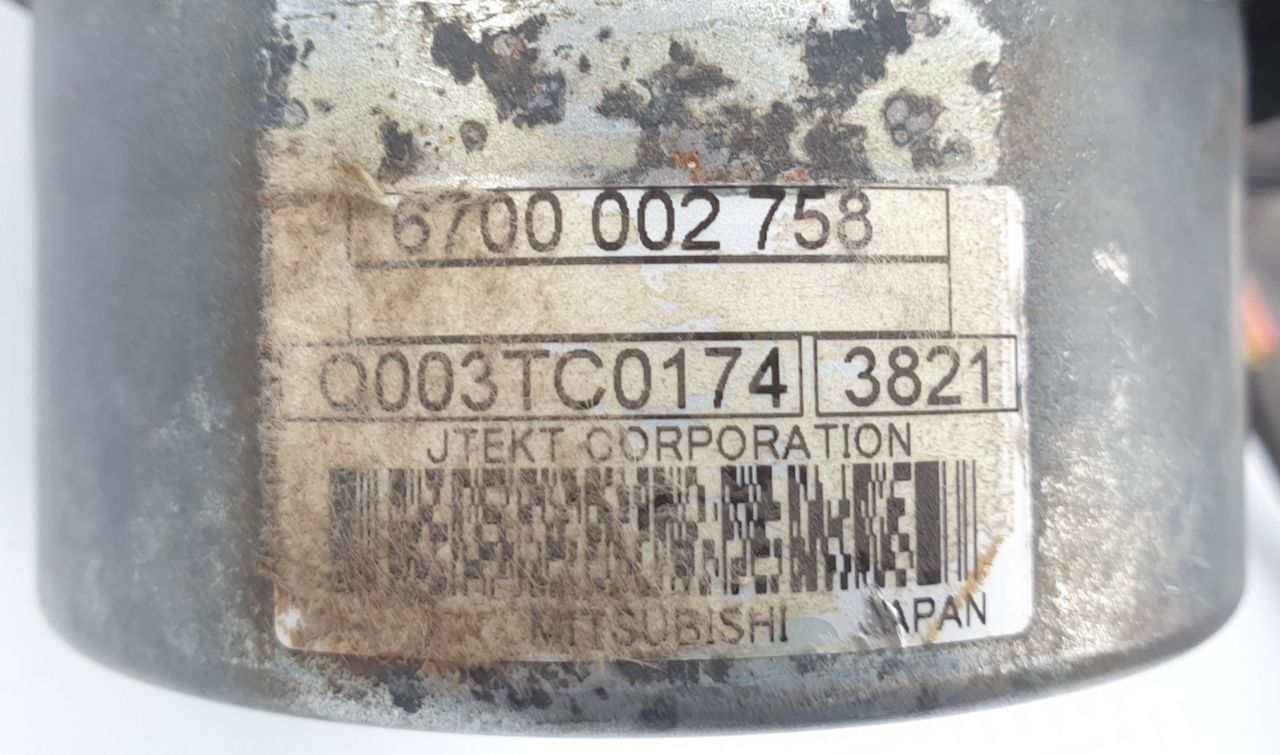 6700 002 758
Q003TC0174 3821
JTEKT CORPORATION
MITSUBISHI JAPAN